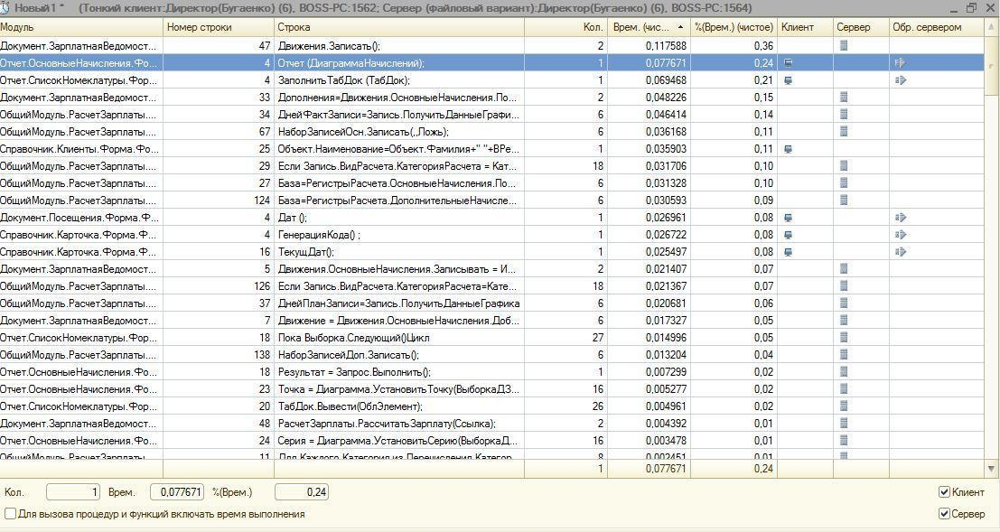 Новый1 * (Тонкий клиент:Директор(Бугаенко) (6), BOSS-PC:1562; Сервер (файловый вариант):Директор(Бугаенко) (6), BOSS-PC:1564)
Модуль Номер строки Строка Кол. Врем. (чис... %(Врем.) (чистое) Клиент Сервер Обр. сервером
Документ.ЗарплатнаяВедомост... 47 Движения.Записать(); 2 0,117588 0,36
Отчет.ОсновныеНачисления.Фо... 4 Отчет (ДиаграммаНачислений); 1 0,077671 0,24
Отчет.СписокНомеклатуры.Фор... 4 ЗаполнитьТабДок (ТабДок); 1 0,069468 0,21
Документ.ЗарплатнаяВедомост... 33 Дополнения=Движения.ОсновныеНачисления.По... 2 0,048226 0,15
ОбщийМодуль.РасчетЗарплаты.... 34 ДнейФактЗаписи=Запись.ПолучитьДанныеГрафи... 6 0,046414 0,14
ОбщийМодуль.РасчетЗарплаты.... 67 НаборЗаписейОсн.Записать(,,Ложь); 6 0,036168 0,11
Справочник.Клиенты.Форма.Фо... 25 Объект.Наименование=Объект.Фамилия+" "+ВРе... 1 0,035903 0,11
ОбщийМодуль.РасчетЗарплаты.... 29 Если Запись.ВидРасчета.КатегорияРасчета = Кат... 18 0,031706 0,10
ОбщийМодуль.РасчетЗарплаты.... 27 База=РегистрыРасчета.ОсновныеНачисления.По... 6 0,031328 0,10
ОбщийМодуль.РасчетЗарплаты.... 124 База=РегистрыРасчета.ДополнительныеНачисле... 6 0,030593 0,09
Документ.Посещения.Форма.Ф... 4 Дат (); 1 0,026961 0,08
Справочник.Карточка.Форма.Ф... 4 ГенерацияКода() ; 1 0,026722 0,08
Справочник.Карточка.Форма.Ф... 16 ТекущДат(); 1 0,025497 0,08
Документ.ЗарплатнаяВедомост... 5 Движения.ОсновныеНачисления.Записывать = И... 2 0,021407 0,07
ОбщийМодуль.РасчетЗарплаты.... 126 Если Запись.ВидРасчета.КатегорияРасчета=Кате... 18 0,021367 0,07
ОбщийМодуль.РасчетЗарплаты.... 37 ДнейПланЗаписи=Запись.ПолучитьДанныеГрафика 6 0,020681 0,06
Документ.ЗарплатнаяВедомост... 7 Движение = Движения.ОсновныеНачисления.Доб... 6 0,017327 0,05
Отчет.СписокНомеклатуры.Фор... 18 Пока Выборка.Следующий()Цикл 27 0,014996 0,05
ОбщийМодуль.РасчетЗарплаты.... 138 НаборЗаписейДоп.Записать(); 6 0,013204 0,04
Отчет.ОсновныеНачисления.Фо... 18 Результат = Запрос.Выполнить(); 1 0,007299 0,02
Отчет.ОсновныеНачисления.Фо... 23 Точка = Диаграмма.УстановитьТочку(ВыборкаДЗ... 16 0,005277 0,02
Отчет.СписокНомеклатуры.Фор... 20 ТабДок.Вывести(ОблЭлемент); 26 0,004961 0,02
Документ.ЗарплатнаяВедомост... 48 РасчетЗарплаты.РассчитатьЗарплату(Ссылка); 2 0,004392 0,01
Отчет.ОсновныеНачисления.Фо... 24 Серия = Диаграмма.УстановитьСерию(ВыборкаД... 16 0,003478 0,01
ОбщийМодуль.РасчетЗарплаты.... 11 Для Каждого Категория из Перечисления.Категор... 8 0,002451 0,01
1 0,077671 0,24
Кол. 1 Врем. 0,077671 %(Врем.) 0,24 Клиент
Для вызова процедур и функций включать время выполнения Сервер